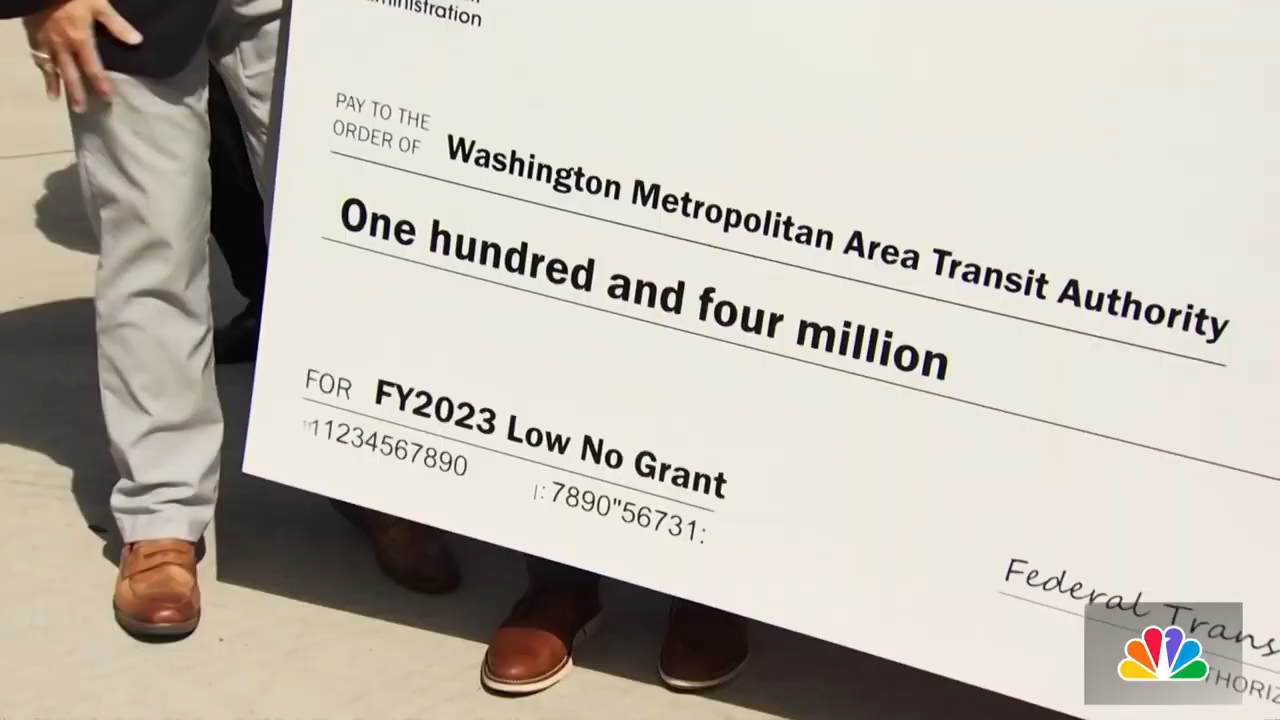 ministration
PAY TO THE
ORDER OF Washington Metropolitan Area Transit Authority
One hundred and four million
FOR FY2023 Low No Grant
11234567890 |: 7890"56731:
Federal Trans
THORIZ